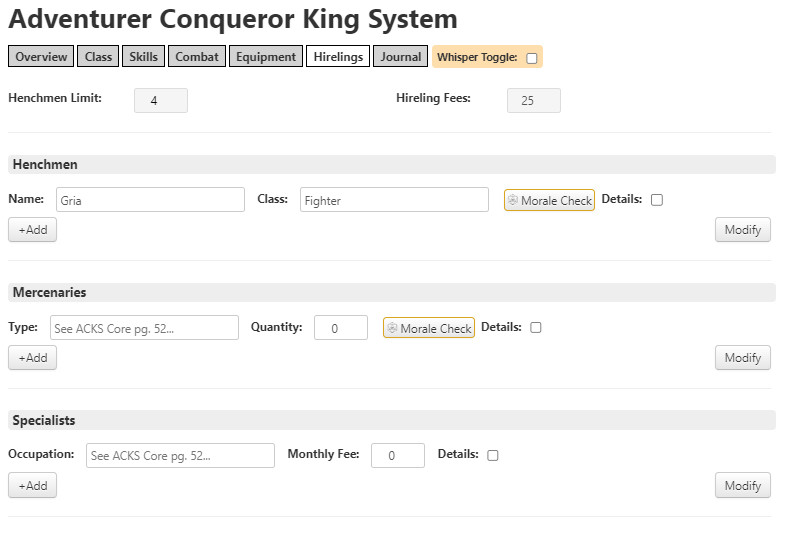 Adventurer Conqueror King System
Overview Class Skills Combat Equipment Hirelings Journal Whisper Toggle:
Henchmen Limit: 4 Hireling Fees: 25
Henchmen
Name: Gria Class: Fighter Morale Check Details:
+Add Modify
Mercenaries
Type: See ACKS Core pg. 52... Quantity: 0 Morale Check Details:
+Add Modify
Specialists
Occupation: See ACKS Core pg. 52... Monthly Fee: 0 Details:
+Add Modify